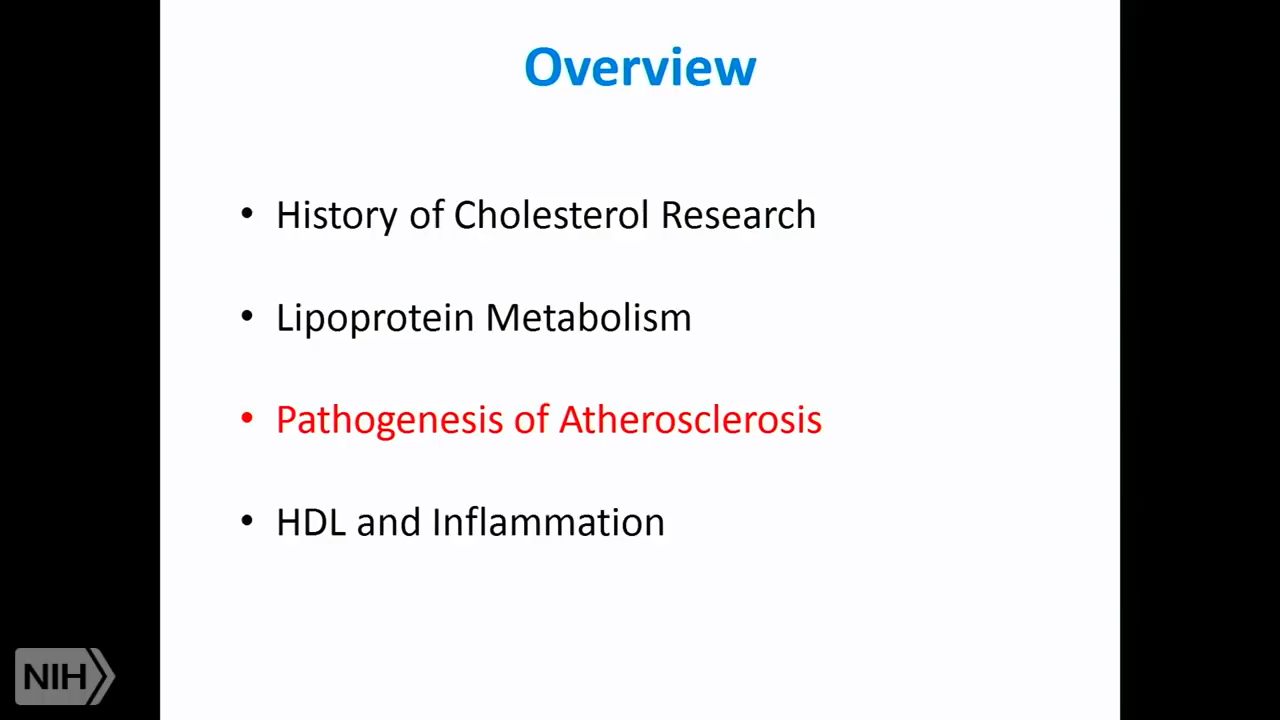 Overview
• History of Cholesterol Research
• Lipoprotein Metabolism
• Pathogenesis of Atherosclerosis
• HDL and Inflammation
NIH